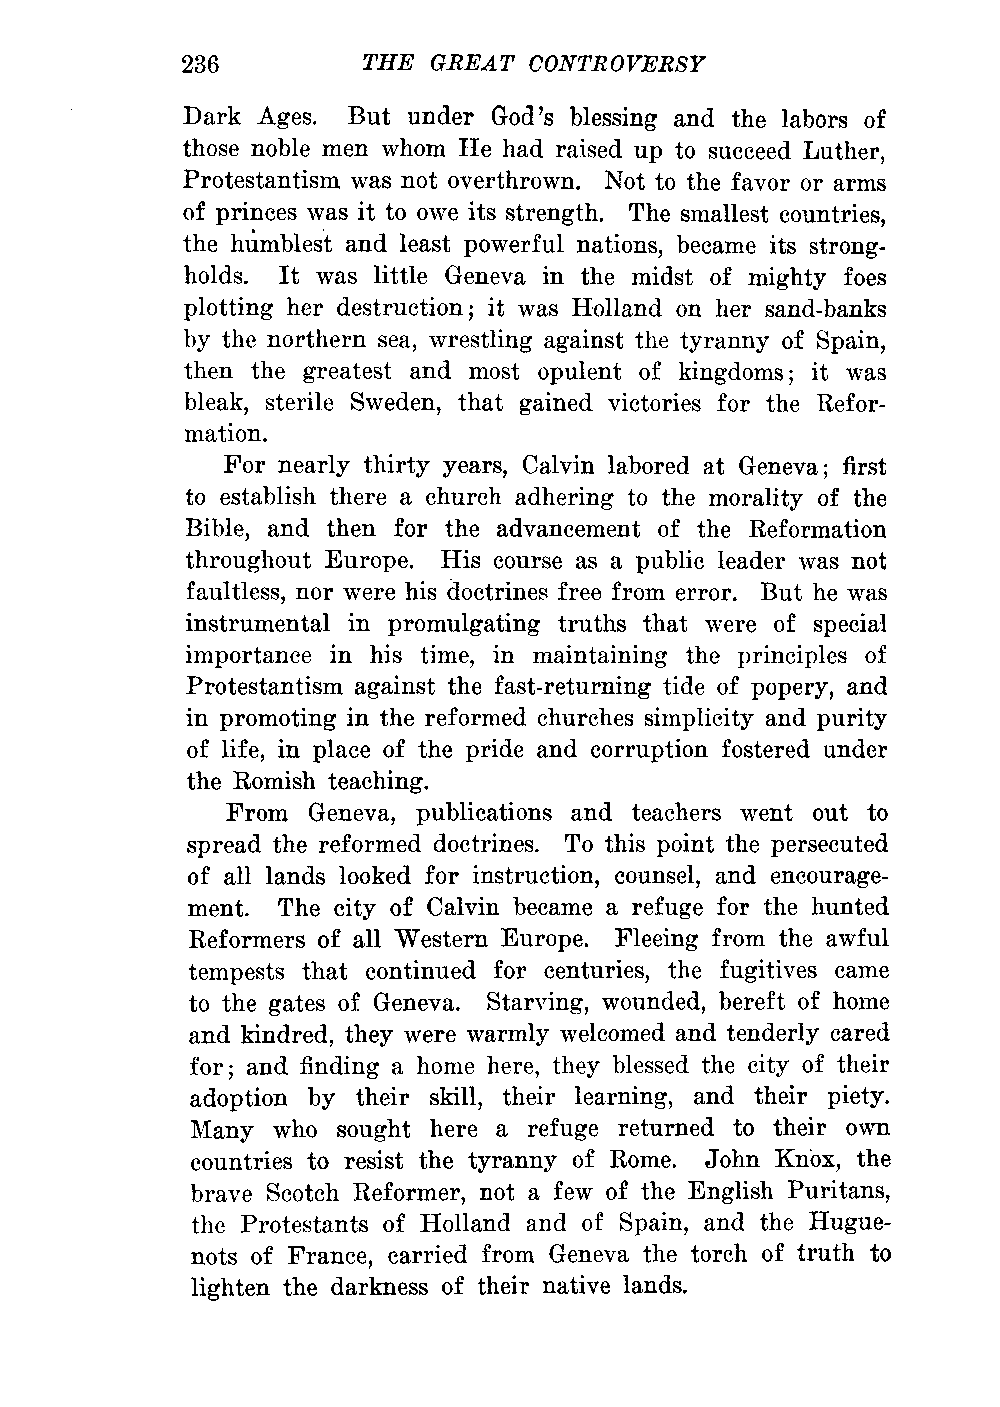 236 THE GREAT CONTROVERSY
Dark Ages. But under God's blessing and the labors of
those noble men whom He had raised up to succeed Luther,
Protestantism was not overthrown. Not to the favor or arms
of princes was it to owe its strength. The smallest countries,
the humblest and least powerful nations, became its strong-
holds. It was little Geneva in the midst of mighty foes
plotting her destruction; it was Holland on her sand-banks
by the northern sea, wrestling against the tyranny of Spain,
then the greatest and most opulent of kingdoms; it was
bleak, sterile Sweden, that gained victories for the Refor-
mation.
For nearly thirty years, Calvin labored at Geneva; first
to establish there a church adhering to the morality of the
Bible, and then for the advancement of the Reformation
throughout Europe. His course as a public leader was not
faultless, nor were his doctrines free from error. But he was
instrumental in promulgating truths that were of special
importance in his time, in maintaining the principles of
Protestantism against the fast-returning tide of popery, and
in promoting in the reformed churches simplicity and purity
of life, in place of the pride and corruption fostered under
the Romish teaching.
From Geneva, publications and teachers went out to
spread the reformed doctrines. To this point the persecuted
of all lands looked for instruction, counsel, and encourage-
ment. The city of Calvin became a refuge for the hunted
Reformers of all Western Europe. Fleeing from the awful
tempests that continued for centuries, the fugitives came
to the gates of Geneva. Starving, wounded, bereft of home
and kindred, they were warmly welcomed and tenderly cared
for; and finding a home here, they blessed the city of their
adoption by their skill, their learning, and their piety.
Many who sought here a refuge returned to their own
countries to resist the tyranny of Rome. John Knox, the
brave Scotch Reformer, not a few of the English Puritans,
the Protestants of Holland and of Spain, and the Hugue-
nots of France, carried from Geneva the torch of truth to
lighten the darkness of their native lands.